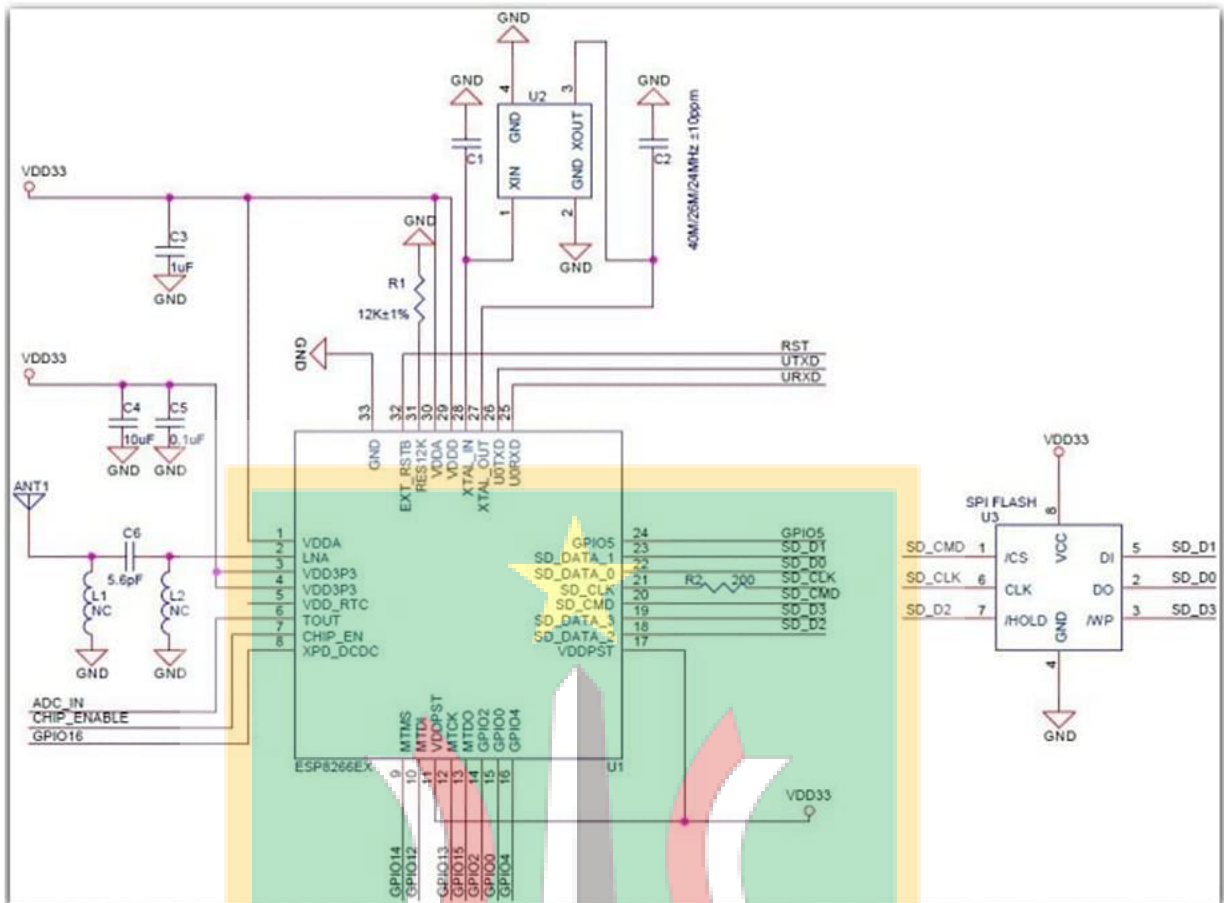 GND
GND
4
U2
3
GND
GND
XOUT
C1
XIN
GND
C2
40M/26M/24MHz ±10ppm
1
2
GND
VDD33
C3
1uF
GND
GND
R1
12K±1%
GND
RST
UTXD
URXD
VDD33
C4
10uF
GND
C5
0.1uF
GND
33
32
31
30
29
28
27
26
25
GND
EXT_RSTB
RES12K
VDDA
VDDD
XTAL_IN
XTAL_OUT
U0TXD
U0RXD
ANT1
C6
5.6pF
L1
NC
GND
L2
NC
GND
1 VDDA
2 LNA
3 VDD3P3
4 VDD3P3
5 VDD_RTC
6 TOUT
7 CHIP_EN
8 XPD_DCDC
GPIO5 24 GPIO5
SD_DATA_1 23 SD_D1
SD_DATA_0 22 SD_D0
SD_CLK 21 R2 200 SD_CLK
SD_CMD 20 SD_CMD
SD_DATA_3 19 SD_D3
SD_DATA_2 18 SD_D2
VDDPST 17
ADC_IN
CHIP_ENABLE
GPIO16
MTMS
MTDI
VDDPST
MTCK
MTDO
GPIO2
GPIO0
GPIO4
ESP8266EX
U1
9
10
11
12
13
14
15
16
GPIO14
GPIO12
GPIO13
GPIO15
GPIO2
GPIO0
GPIO4
VDD33
VDD33
8
SPI FLASH
U3
VCC
SD_CMD 1 /CS
SD_CLK 6 CLK
SD_D2 7 /HOLD
DI 5 SD_D1
DO 2 SD_D0
/WP 3 SD_D3
GND
4
GND